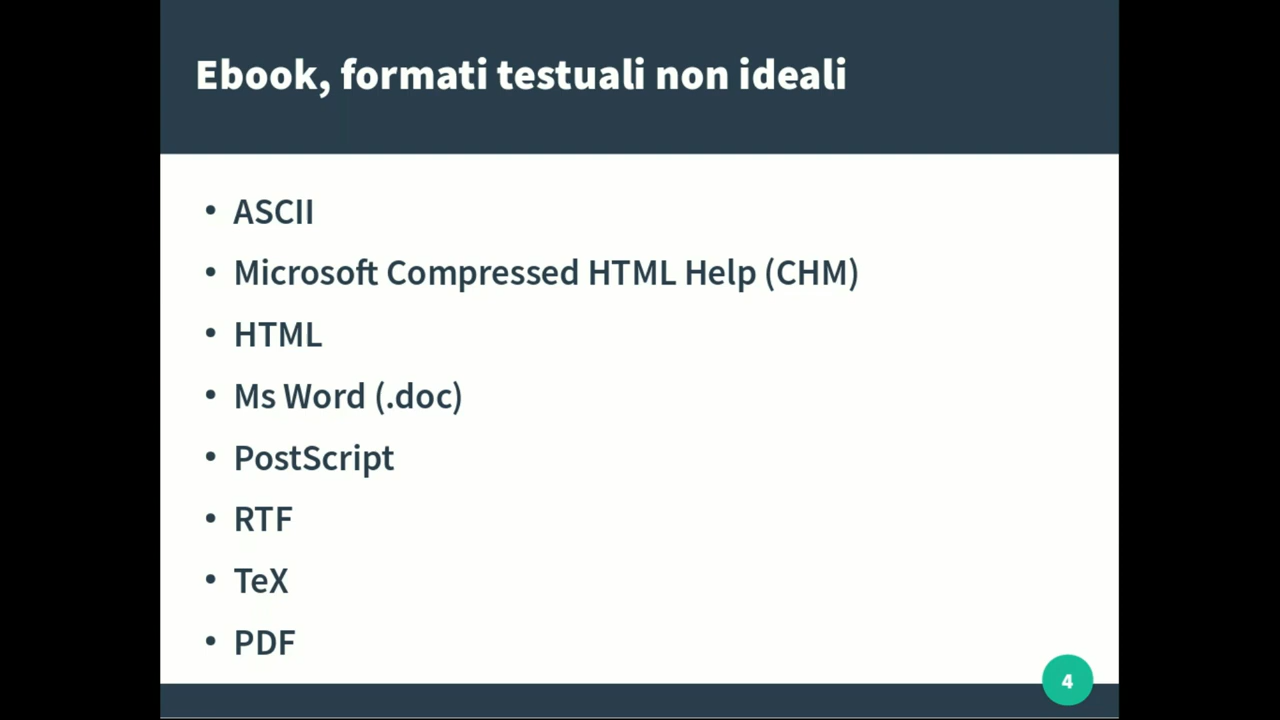 Ebook, formati testuali non ideali
• ASCII
• Microsoft Compressed HTML Help (CHM)
• HTML
• Ms Word (.doc)
• PostScript
• RTF
• TeX
• PDF
4